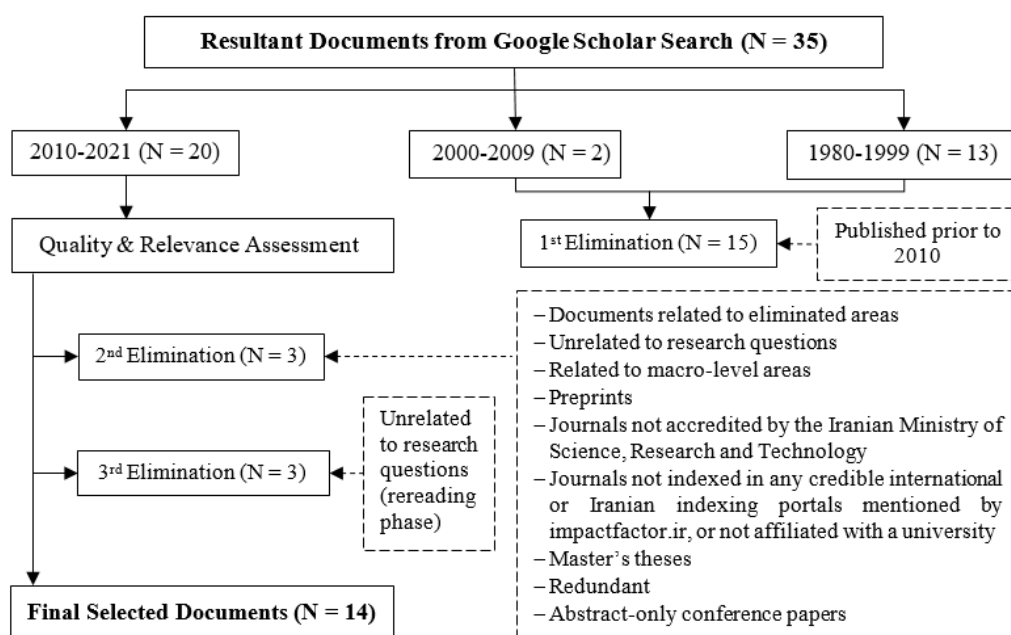 Resultant Documents from Google Scholar Search (N = 35)
2010-2021 (N = 20)
2000-2009 (N = 2)
1980-1999 (N = 13)
Quality & Relevance Assessment
1st Elimination (N = 15)
Published prior to
2010
2nd Elimination (N = 3)
– Documents related to eliminated areas
– Unrelated to research questions
– Related to macro-level areas
– Preprints
– Journals not accredited by the Iranian Ministry of
Science, Research and Technology
– Journals not indexed in any credible international
or Iranian indexing portals mentioned by
impactfactor.ir, or not affiliated with a university
– Master's theses
– Redundant
– Abstract-only conference papers
3rd Elimination (N = 3)
Unrelated
to research
questions
(rereading
phase)
Final Selected Documents (N = 14)